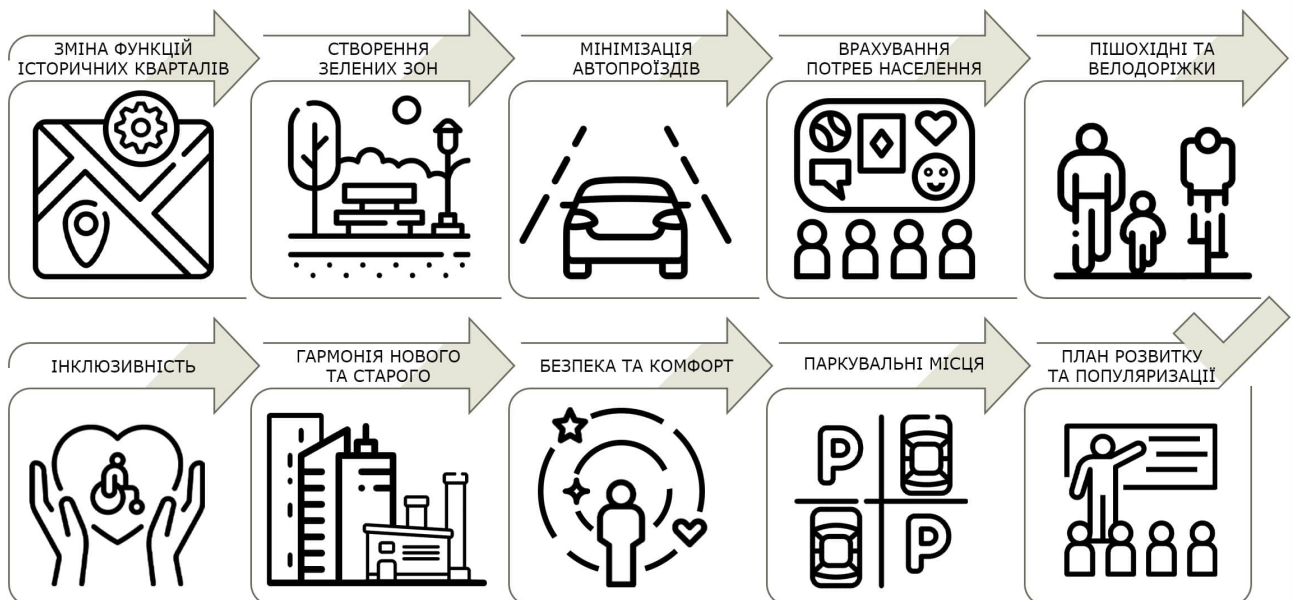 ЗМІНА ФУНКЦІЙ
ІСТОРИЧНИХ КВАРТАЛІВ
СТВОРЕННЯ
ЗЕЛЕНИХ ЗОН
МІНІМІЗАЦІЯ
АВТОПРОЇЗДІВ
ВРАХУВАННЯ
ПОТРЕБ НАСЕЛЕННЯ
ПІШОХІДНІ ТА
ВЕЛОДОРІЖКИ
ІНКЛЮЗИВНІСТЬ
ГАРМОНІЯ НОВОГО
ТА СТАРОГО
БЕЗПЕКА ТА КОМФОРТ
ПАРКУВАЛЬНІ МІСЦЯ
P
P
ПЛАН РОЗВИТКУ
ТА ПОПУЛЯРИЗАЦІЇ